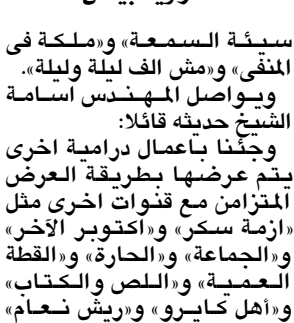 سيئة السمعة» و«ملكة فى
المنفى» و«مش الف ليلة وليلة».
ويواصل المهندس اسامة
الشيخ حديثه قائلا:
وجئنا باعمال درامية اخرى
يتم عرضها بطريقة العرض
المتزامن مع قنوات اخرى مثل
«ازمة سكر» و«اكتوبر الآخر»
و«الجماعة» و«الحارة» و«القطة
العمية» و«اللص والكتاب»
و«أهل كايرو» و«ريش نعام»